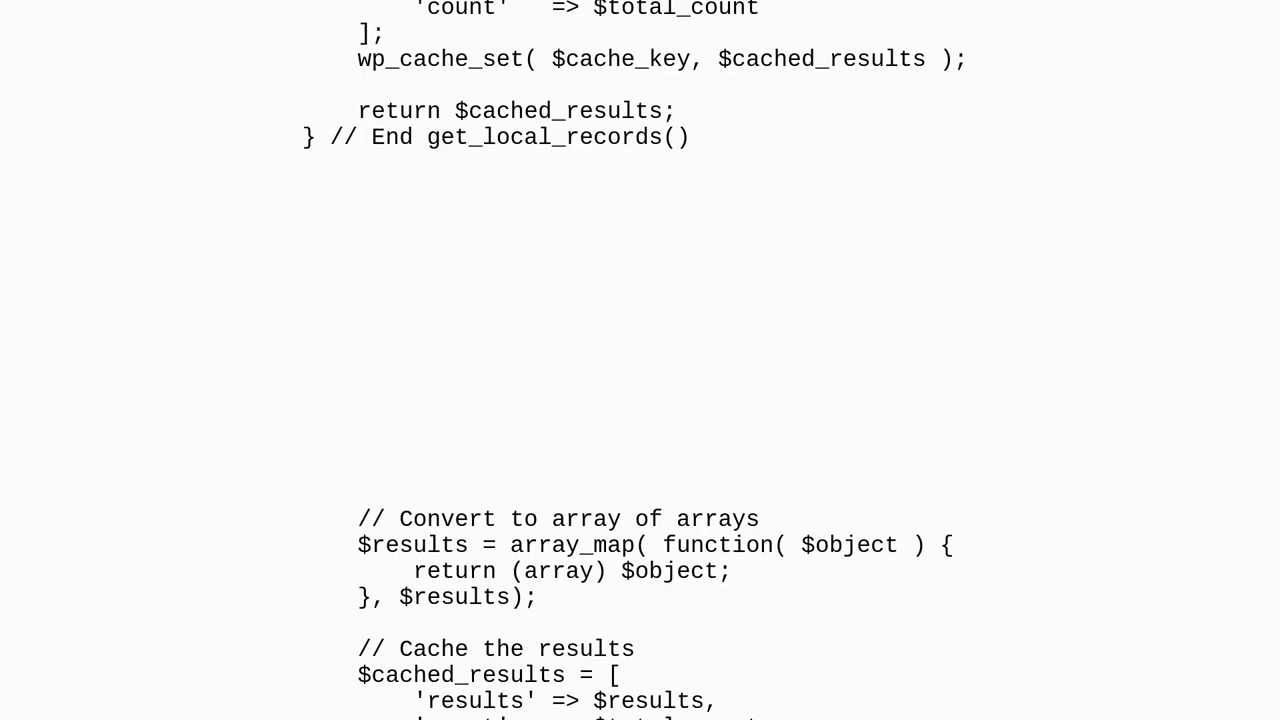 'count'   => $total_count
];
wp_cache_set( $cache_key, $cached_results );
return $cached_results;
} // End get_local_records()
// Convert to array of arrays
$results = array_map( function( $object ) {
return (array) $object;
}, $results);
// Cache the results
$cached_results = [
'results' => $results,